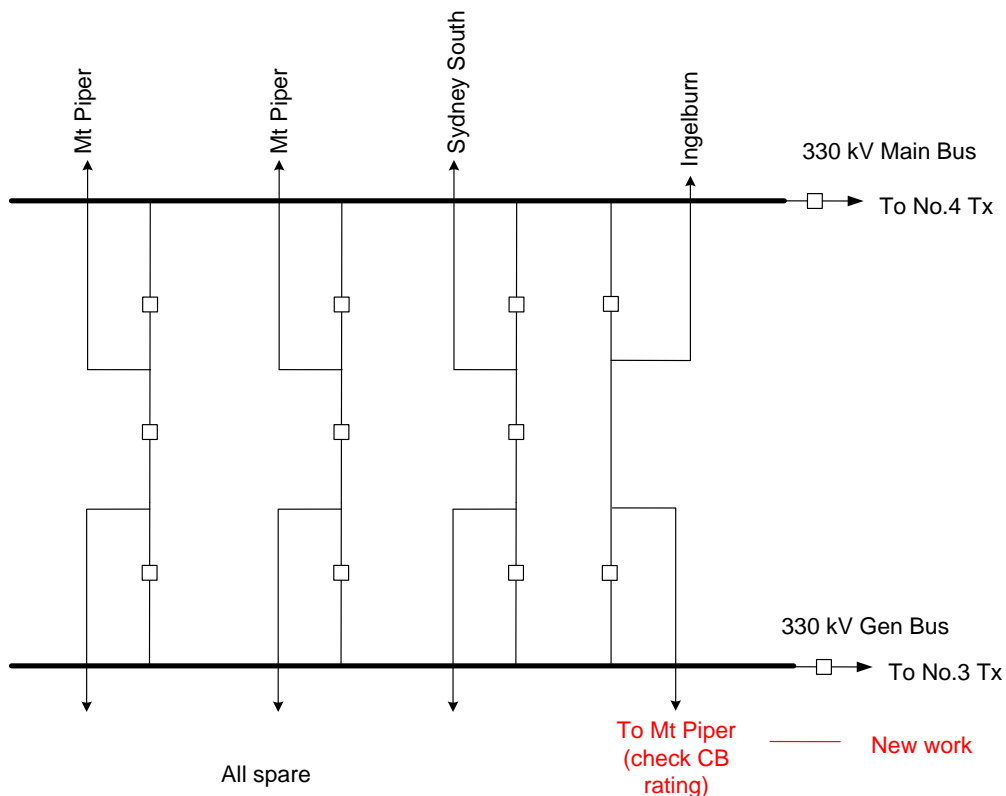 Mt Piper
Mt Piper
Sydney South
Ingelburn
330 kV Main Bus
To No.4 Tx
330 kV Gen Bus
To No.3 Tx
To Mt Piper
(check CB
rating)
New work
All spare